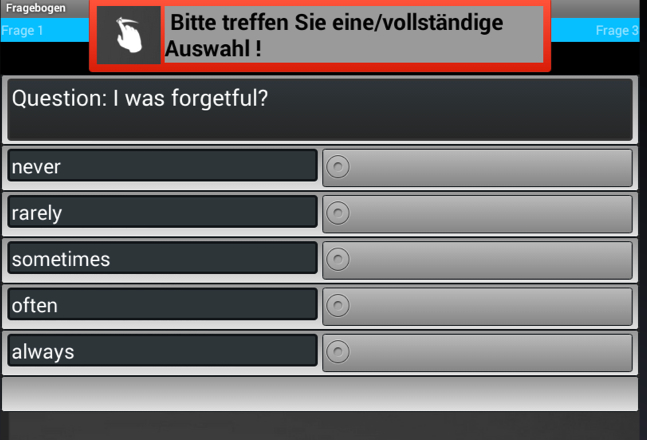 Fragebogen
Bitte treffen Sie eine/vollständige
Auswahl !
Frage 1
Frage 3
Question: I was forgetful?
never
rarely
sometimes
often
always